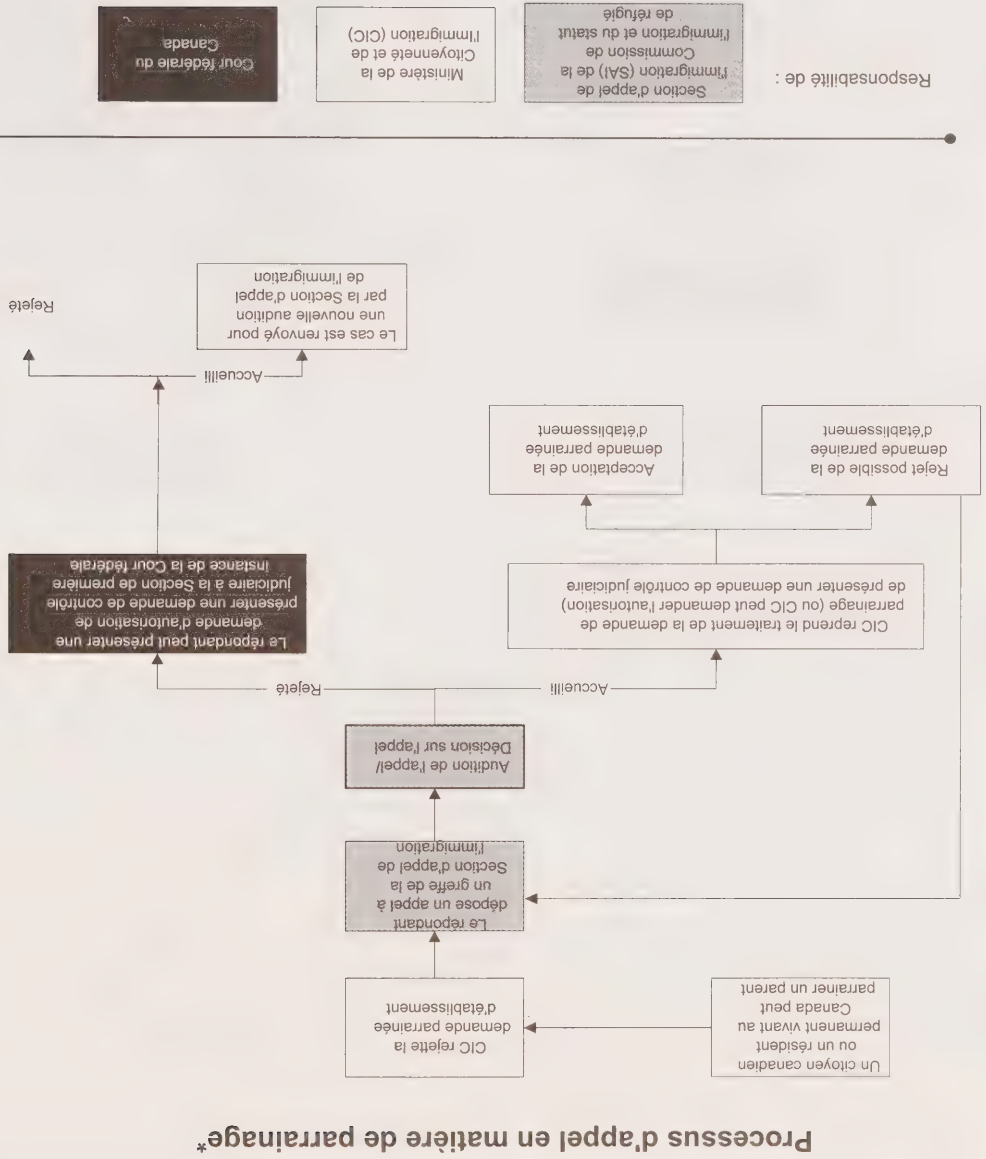 Processus d'appel en matière de parrainage*
Un citoyen canadien
ou un résident
permanent vivant au
Canada peut
parrainer un parent
CIC rejette la
demande parrainée
d'établissement
Le répondant
dépose un appel à
un greffe de la
Section d'appel de
l'immigration
Audition de l'appel/
Décision sur l'appel
Accueilli
Rejeté
CIC reprend le traitement de la demande de
parrainage (ou CIC peut demander l'autorisation)
de présenter une demande de contrôle judiciaire
Le répondant peut présenter une
demande d'autorisation de
présenter une demande de contrôle
judiciaire à la Section de première
instance de la Cour fédérale
Rejet possible de la
demande parrainée
d'établissement
Acceptation de la
demande parrainée
d'établissement
Accueilli
Le cas est renvoyé pour
une nouvelle audition
par la Section d'appel
de l'immigration
Rejeté
Responsabilité de :
Section d'appel de
l'immigration (SAI) de la
Commission de
l'immigration et du statut
de réfugié
Ministère de la
Citoyenneté et de
l'Immigration (CIC)
Cour fédérale du
Canada